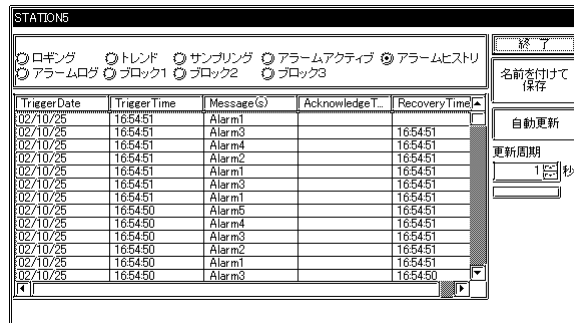 STATION5
ロギング トレンド サンプリング アラームアクティブ アラームヒストリ
アラームログ ブロック1 ブロック2 ブロック3
終 了
名前を付けて
保存
自動更新
更新周期
1 秒
TriggerDate TriggerTime Message(S) AcknowledgeT... RecoveryTime
02/10/25 16:54:51 Alarm1
02/10/25 16:54:51 Alarm3 16:54:51
02/10/25 16:54:51 Alarm4 16:54:51
02/10/25 16:54:51 Alarm2 16:54:51
02/10/25 16:54:51 Alarm1 16:54:51
02/10/25 16:54:51 Alarm3 16:54:51
02/10/25 16:54:51 Alarm1 16:54:51
02/10/25 16:54:50 Alarm5 16:54:51
02/10/25 16:54:50 Alarm4 16:54:51
02/10/25 16:54:50 Alarm3 16:54:51
02/10/25 16:54:50 Alarm2 16:54:51
02/10/25 16:54:50 Alarm1 16:54:51
02/10/25 16:54:50 Alarm3 16:54:50